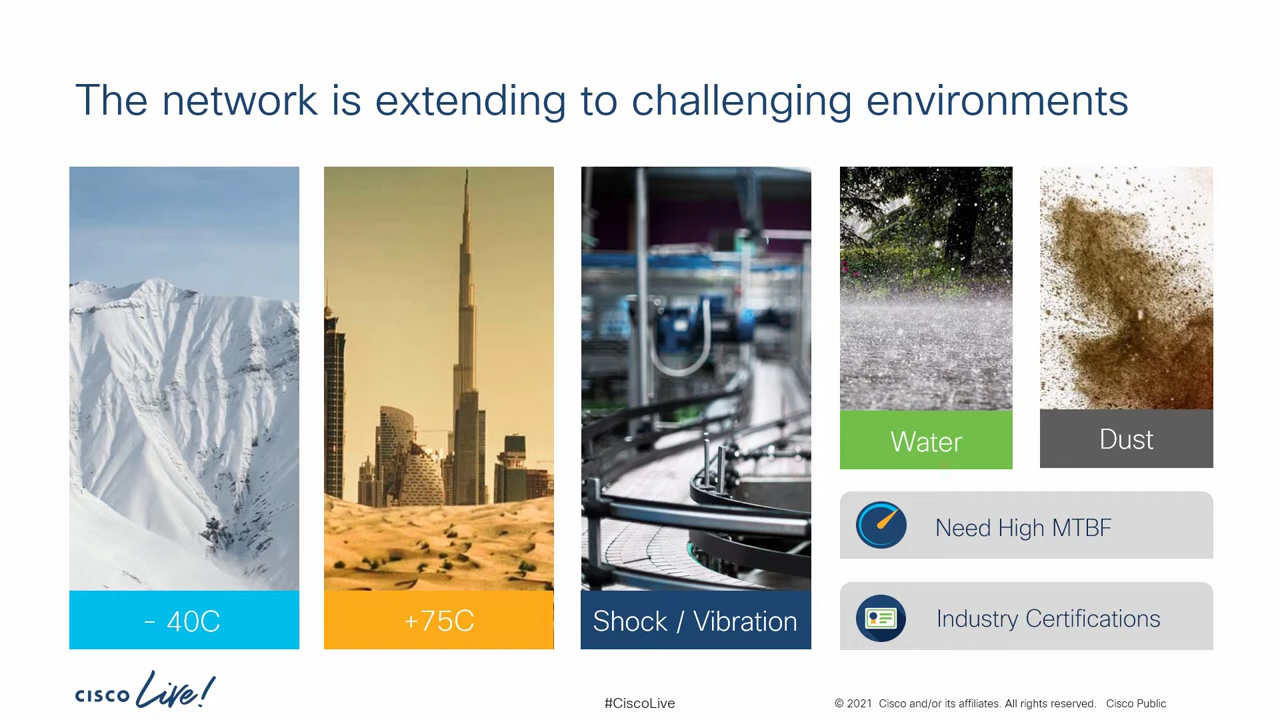 The network is extending to challenging environments
- 40C
+75C
Shock / Vibration
Water
Dust
Need High MTBF
Industry Certifications
CISCO Live!
#CiscoLive
© 2021 Cisco and/or its affiliates. All rights reserved. Cisco Public